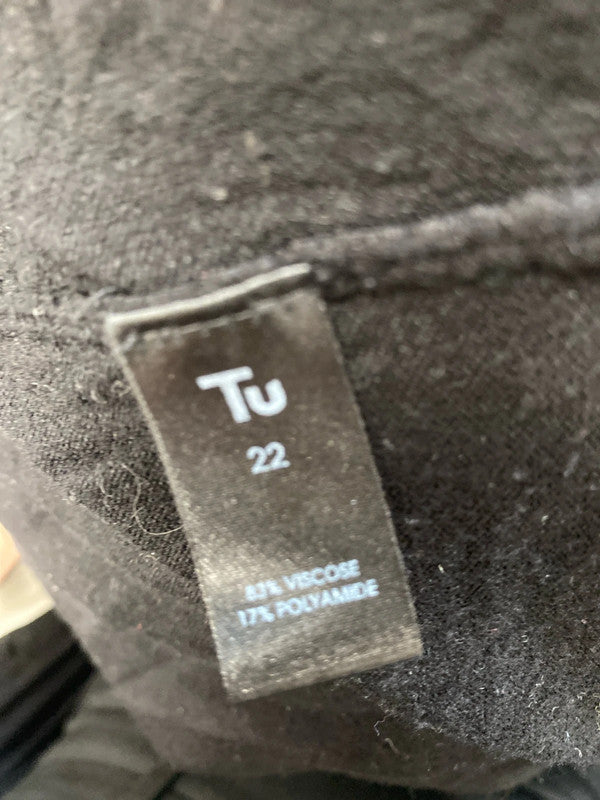 Tu
22
83% VISCOSE
17% POLYAMIDE